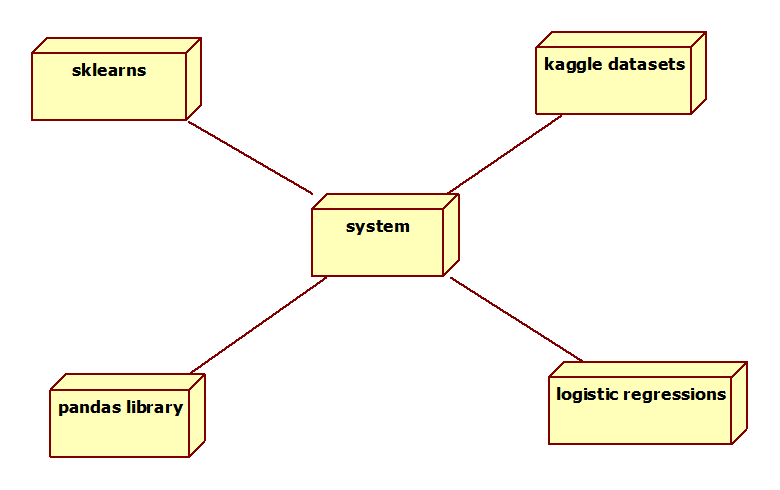 sklearns
kaggle datasets
system
pandas library
logistic regressions